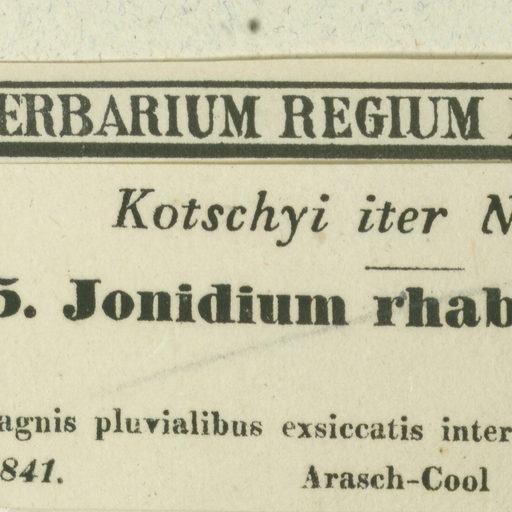 ERBARIUM REGIUM
Kotschyi iter N
5. Jonidium rhab
agnis pluvialibus exsiccatis inter
841. Arasch-Cool